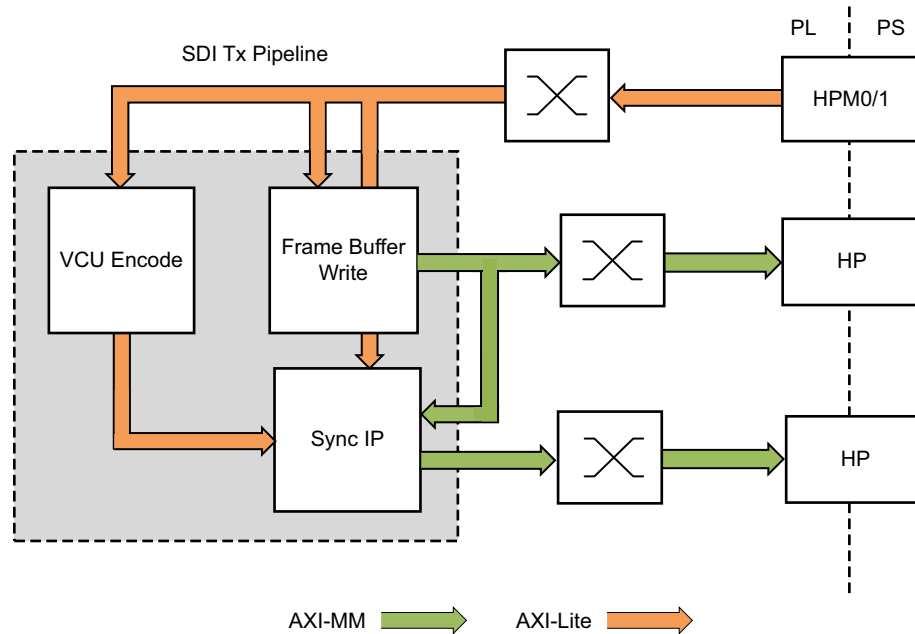 PL
PS
SDI Tx Pipeline
HPM0/1
VCU Encode
Frame Buffer
Write
HP
Sync IP
HP
AXI-MM
AXI-Lite